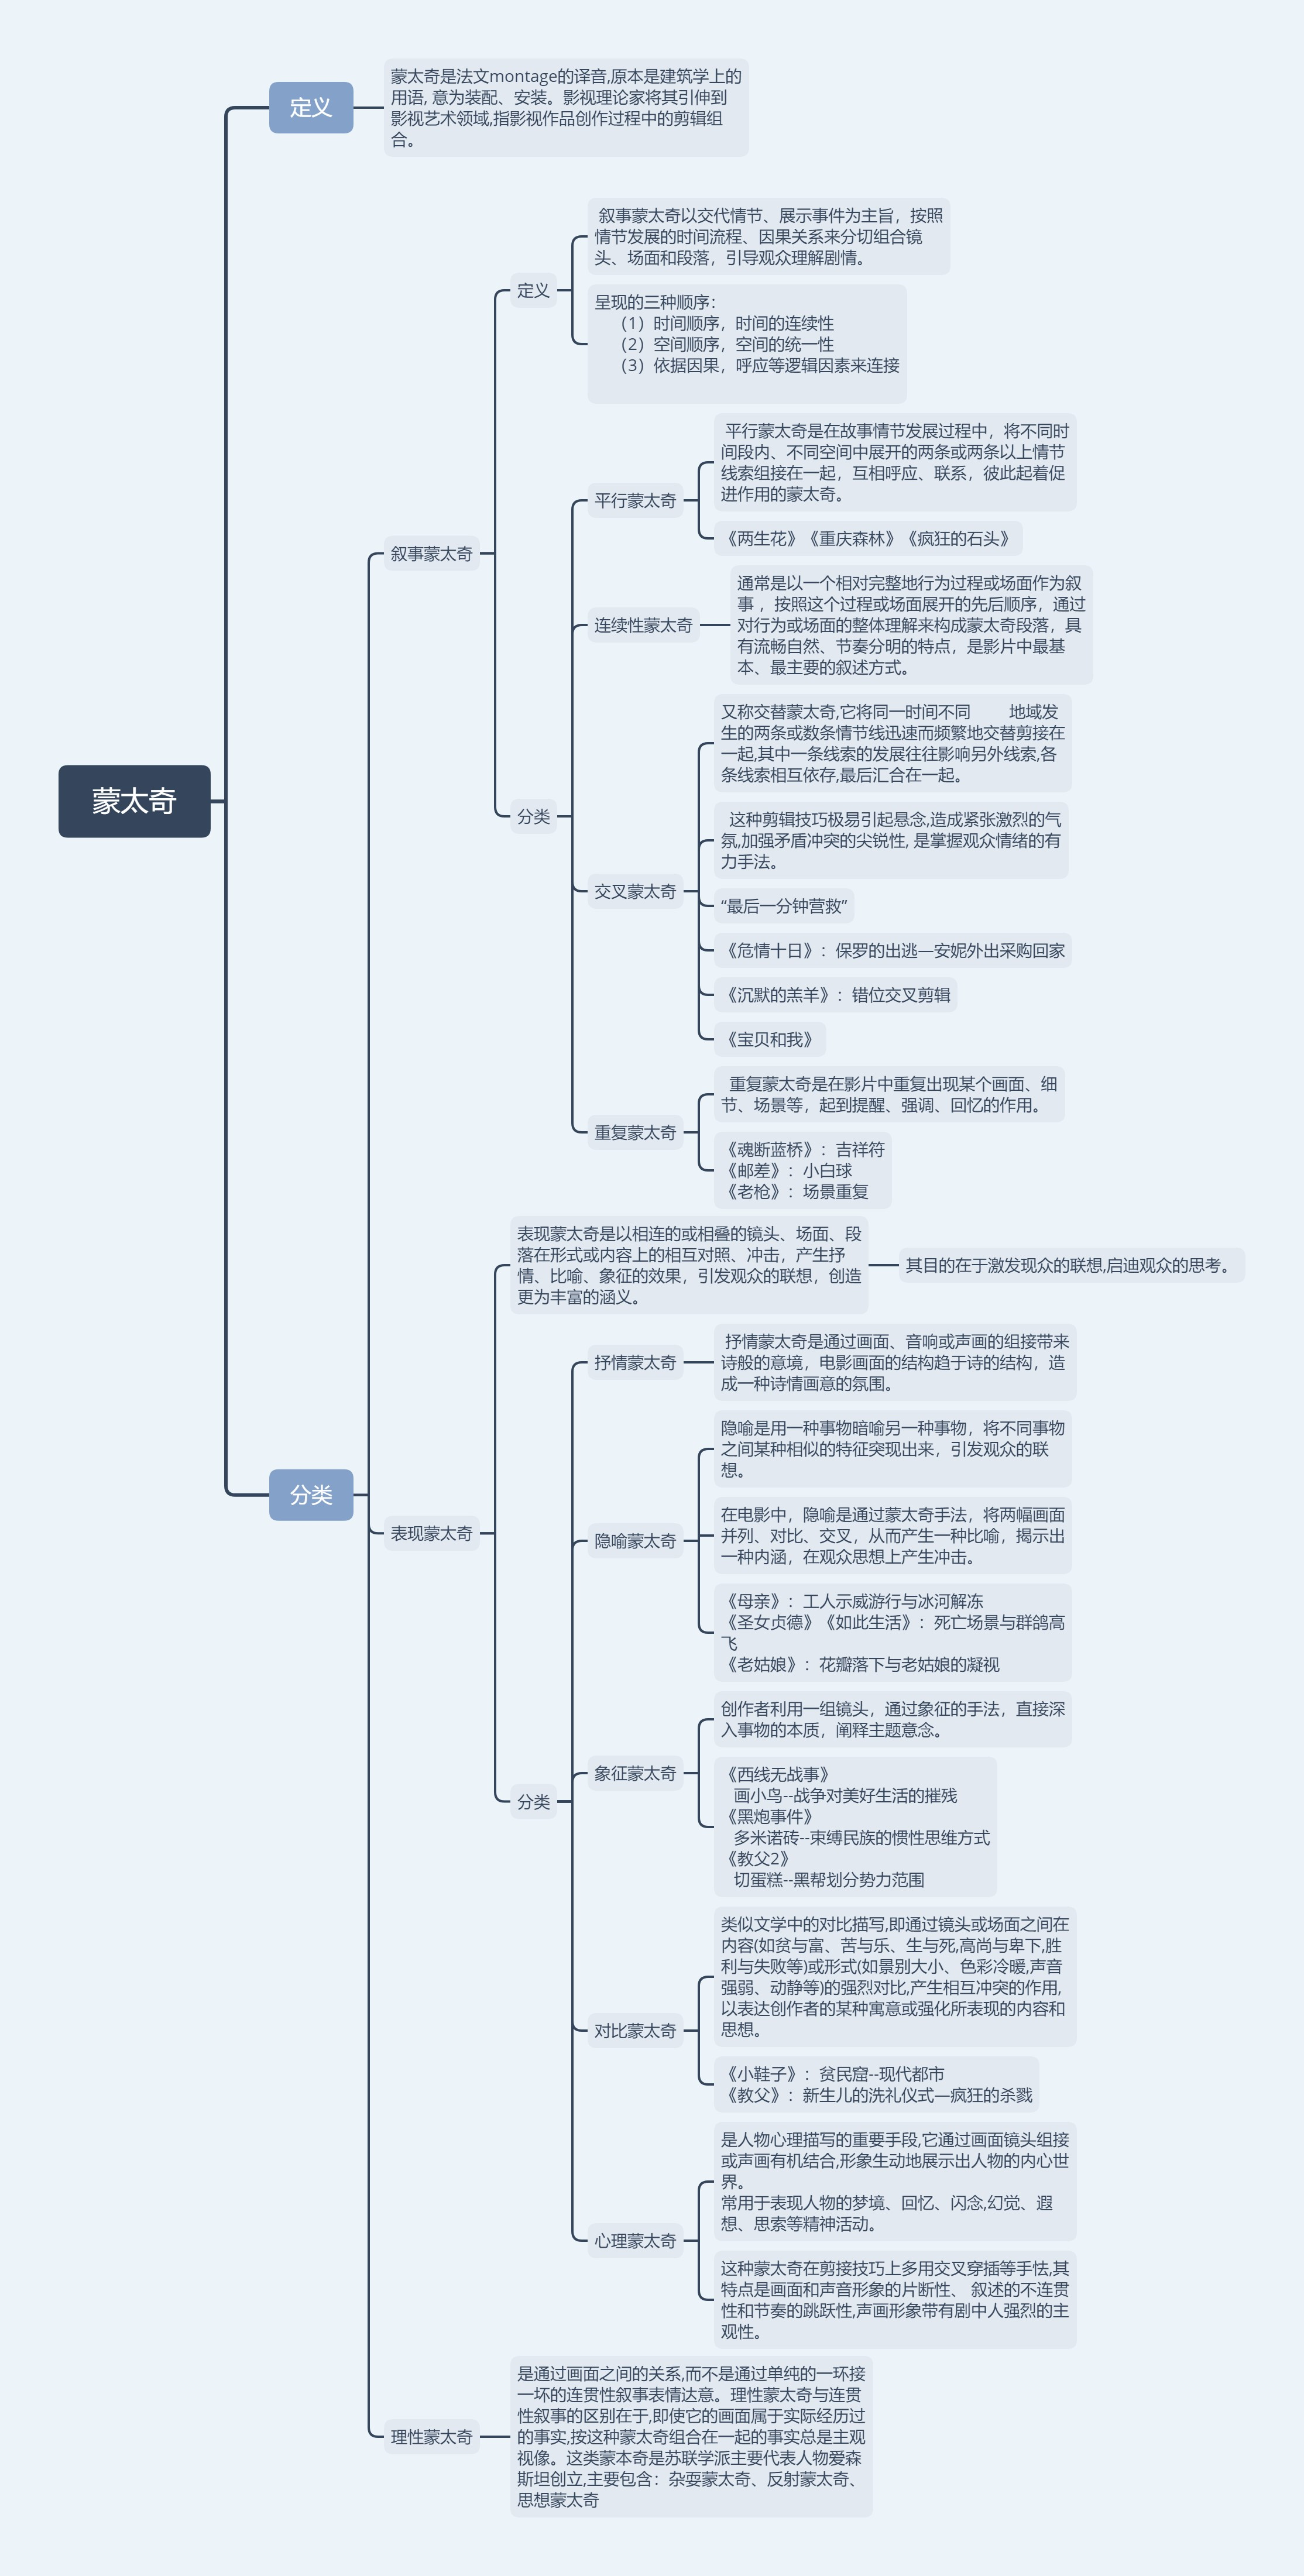 蒙太奇
定义
蒙太奇是法文montage的译音,原本是建筑学上的
用语, 意为装配、安装。影视理论家将其引伸到
影视艺术领域,指影视作品创作过程中的剪辑组
合。
分类
叙事蒙太奇
定义
叙事蒙太奇以交代情节、展示事件为主旨，按照
情节发展的时间流程、因果关系来分切组合镜
头、场面和段落，引导观众理解剧情。
呈现的三种顺序：
（1）时间顺序，时间的连续性
（2）空间顺序，空间的统一性
（3）依据因果，呼应等逻辑因素来连接
分类
平行蒙太奇
平行蒙太奇是在故事情节发展过程中，将不同时
间段内、不同空间中展开的两条或两条以上情节
线索组接在一起，互相呼应、联系，彼此起着促
进作用的蒙太奇。
《两生花》《重庆森林》《疯狂的石头》
连续性蒙太奇
通常是以一个相对完整地行为过程或场面作为叙
事 ，按照这个过程或场面展开的先后顺序，通过
对行为或场面的整体理解来构成蒙太奇段落，具
有流畅自然、节奏分明的特点，是影片中最基
本、最主要的叙述方式。
交叉蒙太奇
又称交替蒙太奇,它将同一时间不同 地域发
生的两条或数条情节线迅速而频繁地交替剪接在
一起,其中一条线索的发展往往影响另外线索,各
条线索相互依存,最后汇合在一起。
这种剪辑技巧极易引起悬念,造成紧张激烈的气
氛,加强矛盾冲突的尖锐性, 是掌握观众情绪的有
力手法。
“最后一分钟营救”
《危情十日》：保罗的出逃—安妮外出采购回家
《沉默的羔羊》：错位交叉剪辑
《宝贝和我》
重复蒙太奇
重复蒙太奇是在影片中重复出现某个画面、细
节、场景等，起到提醒、强调、回忆的作用。
《魂断蓝桥》：吉祥符
《邮差》：小白球
《老枪》：场景重复
表现蒙太奇
表现蒙太奇是以相连的或相叠的镜头、场面、段
落在形式或内容上的相互对照、冲击，产生抒
情、比喻、象征的效果，引发观众的联想，创造
更为丰富的涵义。
其目的在于激发现众的联想,启迪观众的思考。
分类
抒情蒙太奇
抒情蒙太奇是通过画面、音响或声画的组接带来
诗般的意境，电影画面的结构趋于诗的结构，造
成一种诗情画意的氛围。
隐喻蒙太奇
隐喻是用一种事物暗喻另一种事物，将不同事物
之间某种相似的特征突现出来，引发观众的联
想。
在电影中，隐喻是通过蒙太奇手法，将两幅画面
并列、对比、交叉，从而产生一种比喻，揭示出
一种内涵，在观众思想上产生冲击。
《母亲》：工人示威游行与冰河解冻
《圣女贞德》《如此生活》：死亡场景与群鸽高
飞
《老姑娘》：花瓣落下与老姑娘的凝视
象征蒙太奇
创作者利用一组镜头，通过象征的手法，直接深
入事物的本质，阐释主题意念。
《西线无战事》
画小鸟--战争对美好生活的摧残
《黑炮事件》
多米诺砖--束缚民族的惯性思维方式
《教父2》
切蛋糕--黑帮划分势力范围
对比蒙太奇
类似文学中的对比描写,即通过镜头或场面之间在
内容(如贫与富、苦与乐、生与死,高尚与卑下,胜
利与失败等)或形式(如景别大小、色彩冷暖,声音
强弱、动静等)的强烈对比,产生相互冲突的作用,
以表达创作者的某种寓意或强化所表现的内容和
思想。
《小鞋子》：贫民窟--现代都市
《教父》：新生儿的洗礼仪式—疯狂的杀戮
心理蒙太奇
是人物心理描写的重要手段,它通过画面镜头组接
或声画有机结合,形象生动地展示出人物的内心世
界。
常用于表现人物的梦境、回忆、闪念,幻觉、遐
想、思索等精神活动。
这种蒙太奇在剪接技巧上多用交叉穿插等手怯,其
特点是画面和声音形象的片断性、 叙述的不连贯
性和节奏的跳跃性,声画形象带有剧中人强烈的主
观性。
理性蒙太奇
是通过画面之间的关系,而不是通过单纯的一环接
一坏的连贯性叙事表情达意。理性蒙太奇与连贯
性叙事的区别在于,即使它的画面属于实际经历过
的事实,按这种蒙太奇组合在一起的事实总是主观
视像。这类蒙本奇是苏联学派主要代表人物爱森
斯坦创立,主要包含：杂耍蒙太奇、反射蒙太奇、
思想蒙太奇